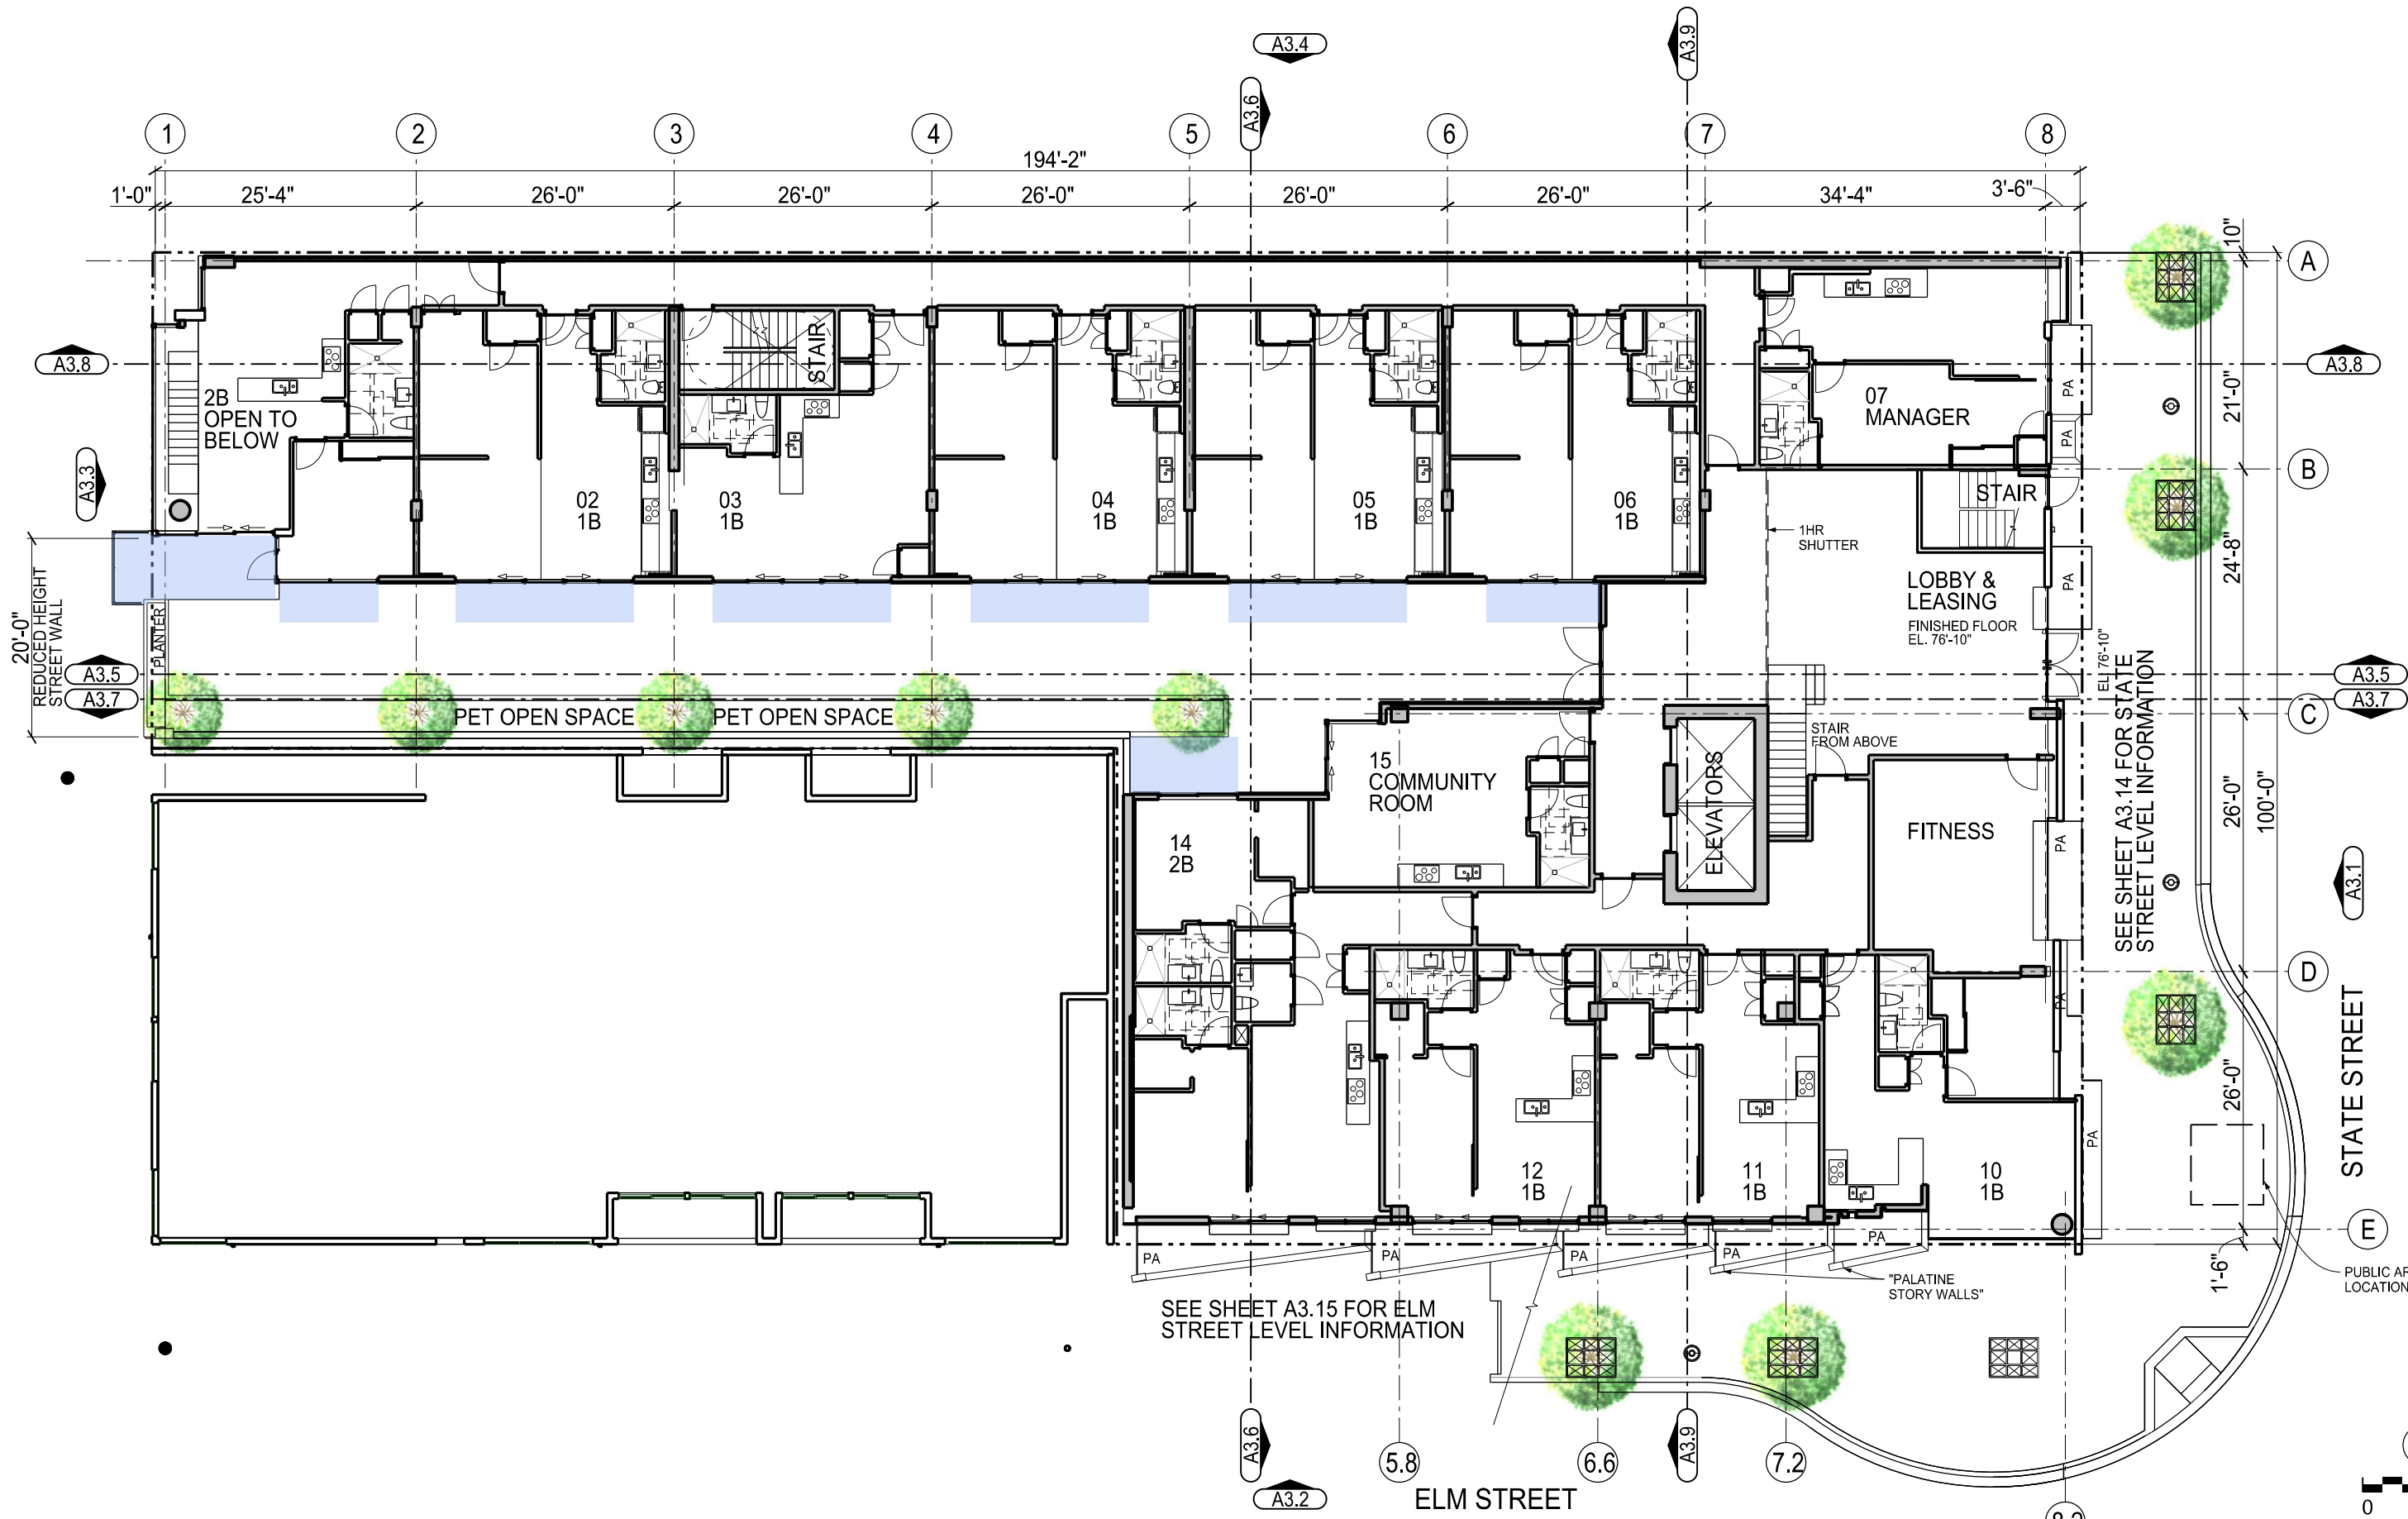 A3.4
A3.9
A3.6
1
2
3
4
5
6
7
8
194'-2"
1'-0"
25'-4"
26'-0"
26'-0"
26'-0"
26'-0"
26'-0"
34'-4"
3'-6"
10"
A
A3.8
A3.8
STAIR
2B
OPEN TO
BELOW
07
MANAGER
PA
PA
21'-0"
B
A3.3
02
1B
03
1B
04
1B
05
1B
06
1B
STAIR
1HR
SHUTTER
24'-8"
LOBBY &
LEASING
FINISHED FLOOR
EL. 76'-10"
PA
20'-0"
REDUCED HEIGHT
STREET WALL
PLANTER
EL 76'-10"
A3.5
A3.7
A3.5
A3.7
PET OPEN SPACE
PET OPEN SPACE
C
STAIR
FROM ABOVE
15
COMMUNITY
ROOM
ELEVATORS
14
2B
FITNESS
PA
SEE SHEET A3.14 FOR STATE
STREET LEVEL INFORMATION
26'-0"
100'-0"
A3.1
D
PA
26'-0"
STATE STREET
PA
12
1B
11
1B
10
1B
E
PA
PA
PA
PA
PA
1'-6"
"PALATINE
STORY WALLS"
PUBLIC AR
LOCATION
SEE SHEET A3.15 FOR ELM
STREET LEVEL INFORMATION
A3.6
A3.9
5.8
6.6
7.2
A3.2
ELM STREET
0